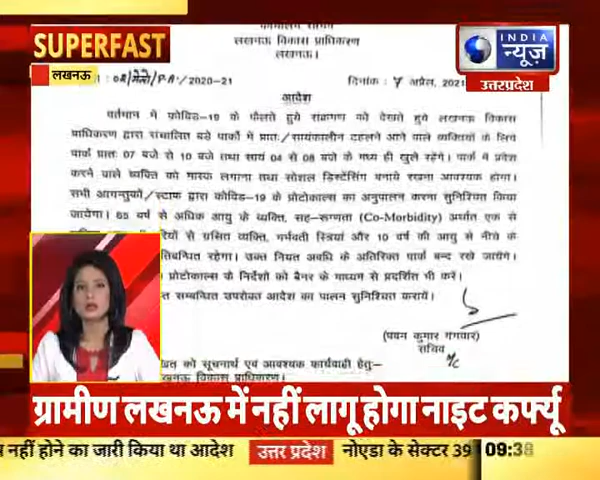 SUPERFAST
लखनऊ
INDIA
न्यूज़
उत्तरप्रदेश
लखनऊ विकास प्राधिकरण
लखनऊ।
/P.A./2020-21
दिनांक : 7 अप्रैल, 2021
आदेश
वर्तमान में कोविड-19 के फैलते हुये संक्रमण को देखते हुये लखनऊ विकास
प्राधिकरण द्वारा संचालित बडे पार्को में प्रातः/सायंकालीन टहलने आने वाले व्यक्तियों के लिए
पार्क प्रातः 07 बजे से 10 बजे तथा सायं 04 से 08 बजे के मध्य ही खुले रहेंगे। पार्क में प्रवेश
करने वाले व्यक्ति को मास्क लगाना तथा सोशल डिस्टेंसिंग बनाये रखना आवश्यक होगा।
सभी आगन्तुकों/स्टाफ द्वारा कोविड-19 के प्रोटोकाल्स का अनुपालन करना सुनिश्चित किया
जायेगा। 65 वर्ष से अधिक आयु के व्यक्ति, सह-रुग्णता (Co-Morbidity) अर्थात एक से
से ग्रसित व्यक्ति, गर्भवती स्त्रियां और 10 वर्ष की आयु से नीचे के
रहेगा। उक्त नियत अवधि के अतिरिक्त पार्क बन्द रखे जायेंगे।
प्रोटोकाल्स के निर्देशों को बैनर के माध्यम से प्रदर्शित भी करें।
सम्बन्धित उपरोक्त आदेश का पालन सुनिश्चित करायें।
(पवन कुमार गंगवार)
सचिव
को सूचनार्थ एवं आवश्यक कार्यवाही हेतु:-
लखनऊ विकास प्राधिकरण।
ग्रामीण लखनऊ में नहीं लागू होगा नाइट कर्फ्यू
नहीं होने का जारी किया था आदेश उत्तर प्रदेश नोएडा के सेक्टर 39 09:38